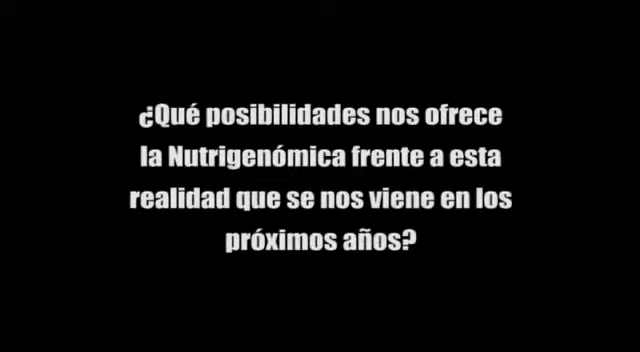 ¿Qué posibilidades nos ofrece
la Nutrigenómica frente a esta
realidad que se nos viene en los
próximos años?